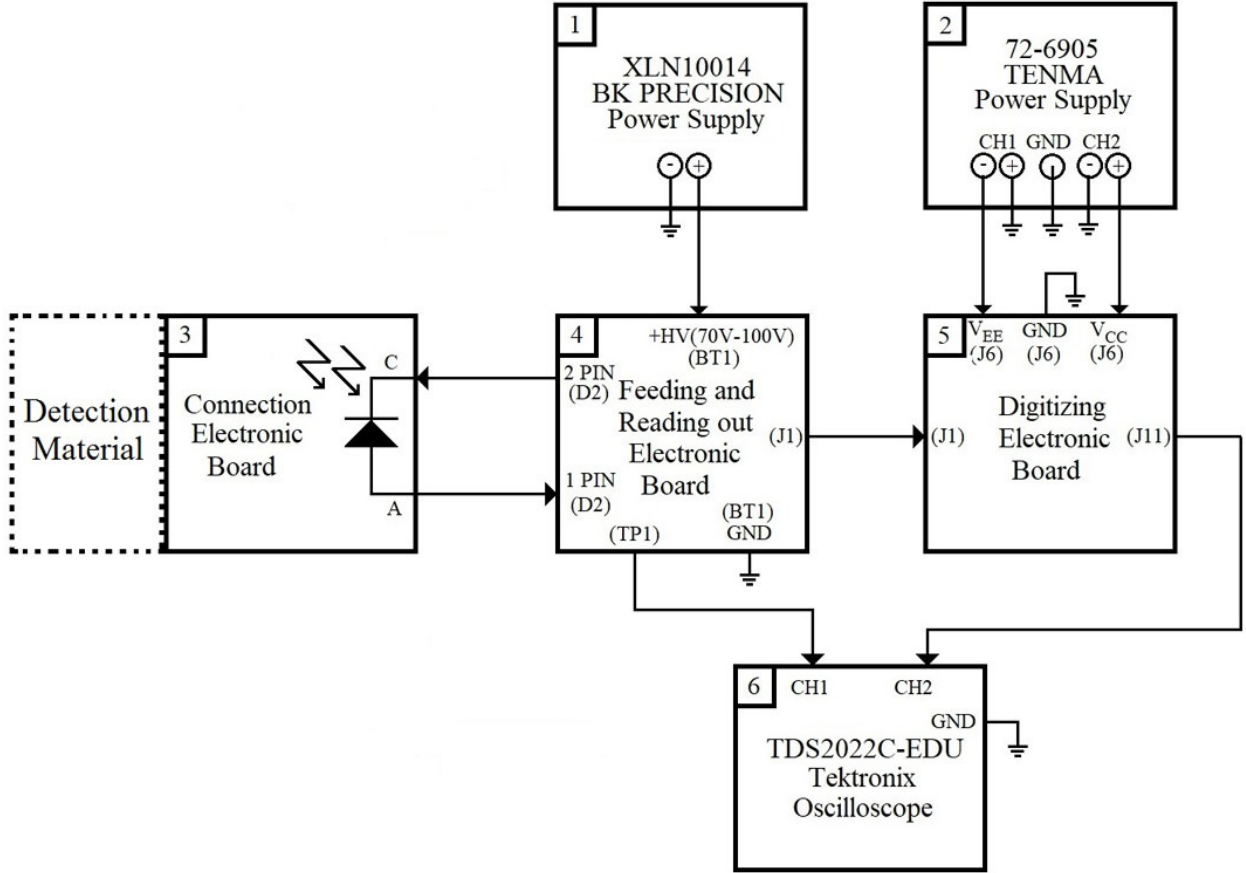 1
XLN10014
BK PRECISION
Power Supply
- +
2
72-6905
TENMA
Power Supply
CH1 GND CH2
- + - +
Detection
Material
3
Connection
Electronic
Board
C
A
4
+HV(70V-100V)
(BT1)
2 PIN
(D2)
Feeding and
Reading out
Electronic
Board
(J1)
1 PIN
(D2)
(TP1)
(BT1)
GND
5
VEE
(J6)
GND
(J6)
VCC
(J6)
Digitizing
Electronic
Board
(J1)
(J11)
6
CH1
CH2
GND
TDS2022C-EDU
Tektronix
Oscilloscope